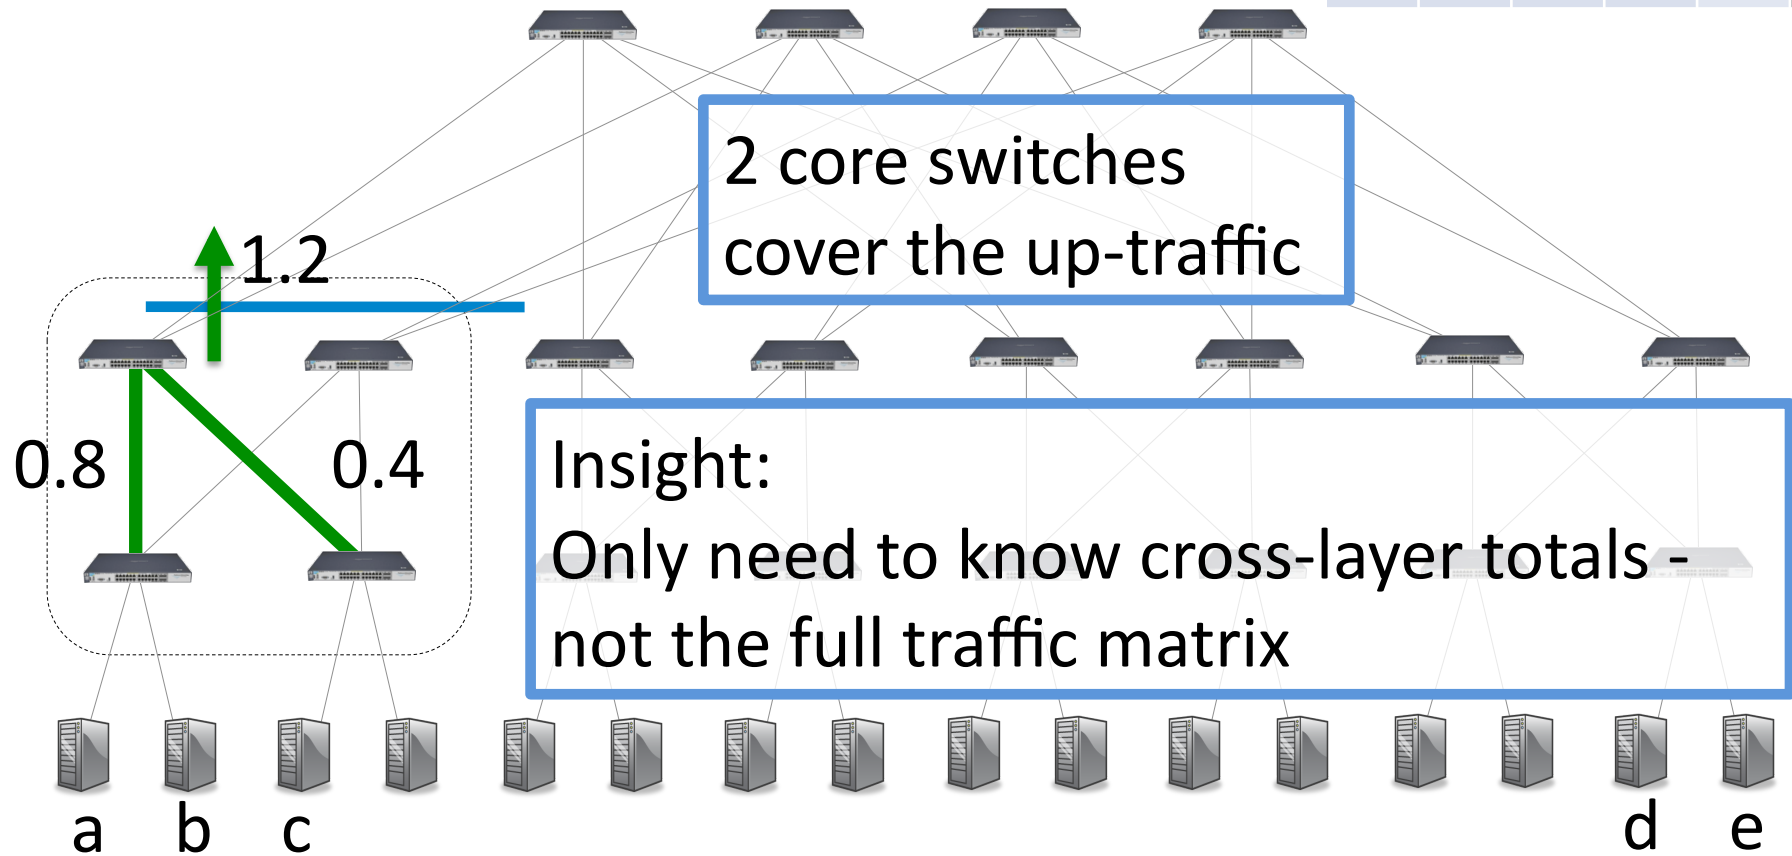 2 core switches
cover the up-traffic
1.2
0.8
0.4
Insight:
Only need to know cross-layer totals -
not the full traffic matrix
a b c d e